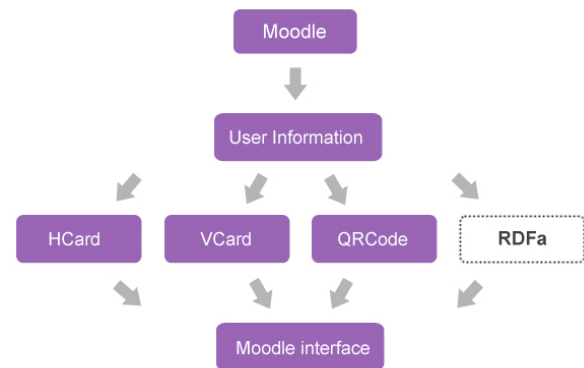 Moodle
User Information
HCard
VCard
QRCode
RDFa
Moodle interface